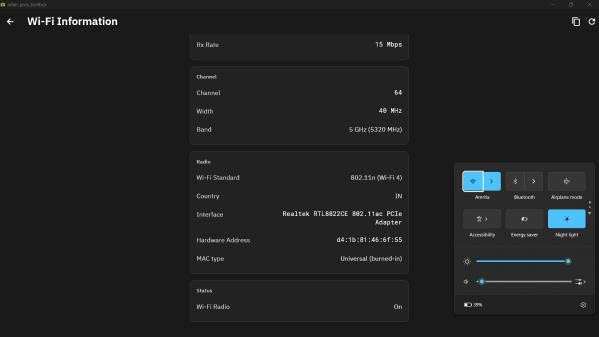 Wi-Fi Information
Rx Rate 15 Mbps
Channel
Channel 64
Width 40 MHz
Band 5 GHz (5320 MHz)
Radio
Wi-Fi Standard 802.11n (Wi-Fi 4)
Country IN
Interface Realtek RTL8822CE 802.11ac PCIe
Adapter
Hardware Address d4:1b:81:46:6f:55
MAC type Universal (burned-in)
Status
Wi-Fi Radio On
Bluetooth Airplane mode
Accessibility Energy saver Night light
39%